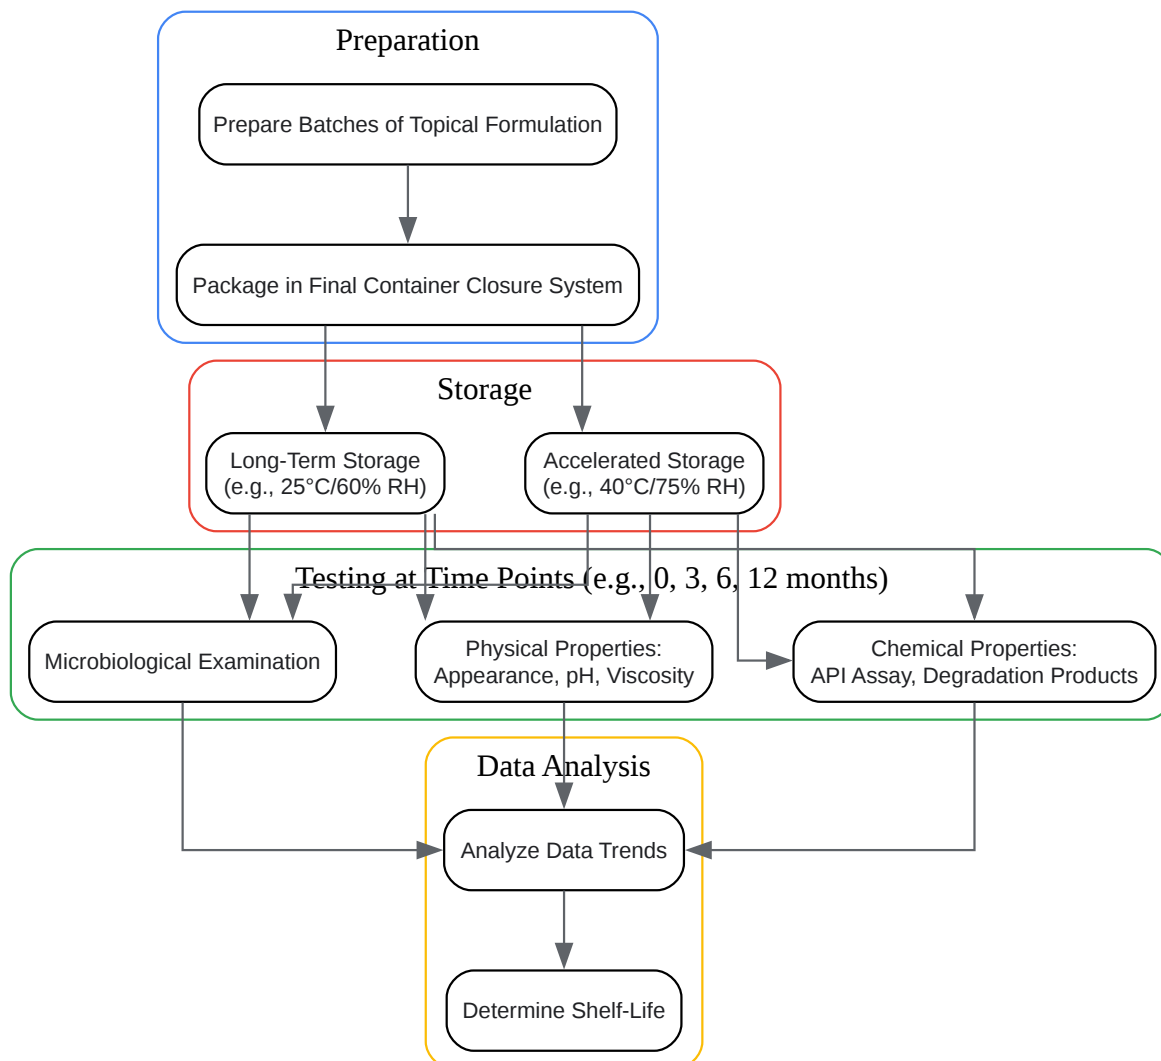 Preparation
Prepare Batches of Topical Formulation
Package in Final Container Closure System
Storage
Long-Term Storage
(e.g., 25°C/60% RH)
Accelerated Storage
(e.g., 40°C/75% RH)
Testing at Time Points (e.g., 0, 3, 6, 12 months)
Microbiological Examination
Physical Properties:
Appearance, pH, Viscosity
Chemical Properties:
API Assay, Degradation Products
Data Analysis
Analyze Data Trends
Determine Shelf-Life